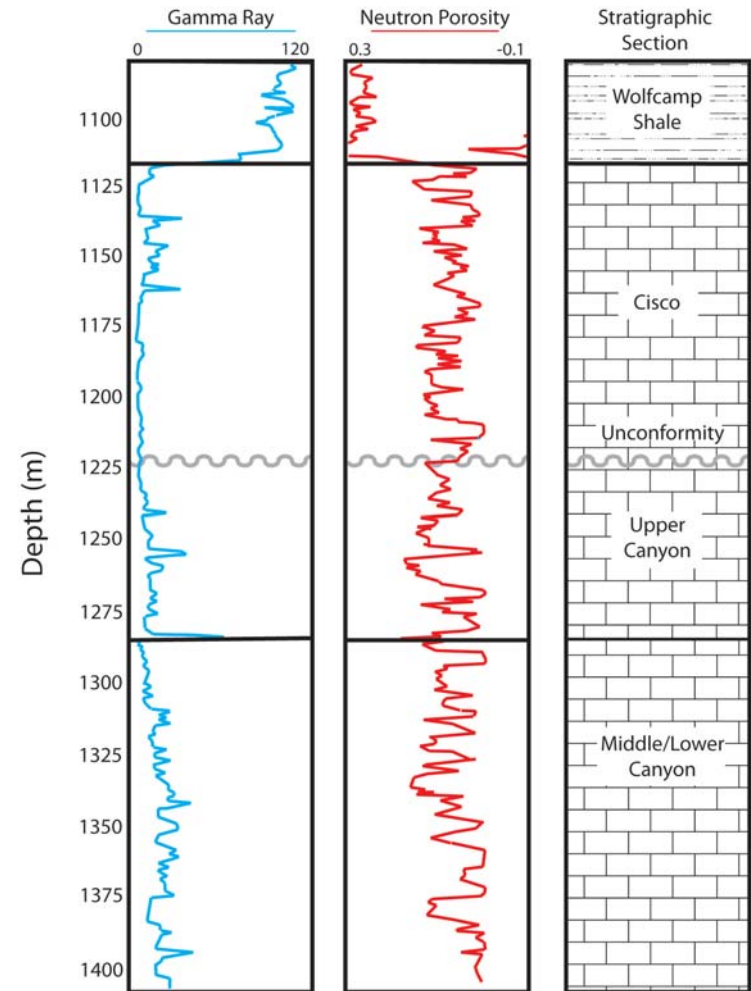 Gamma Ray
0 120
Neutron Porosity
0.3 -0.1
Stratigraphic
Section
Depth (m)
1100
1125
1150
1175
1200
1225
1250
1275
1300
1325
1350
1375
1400
Wolfcamp
Shale
Cisco
Unconformity
Upper
Canyon
Middle/Lower
Canyon